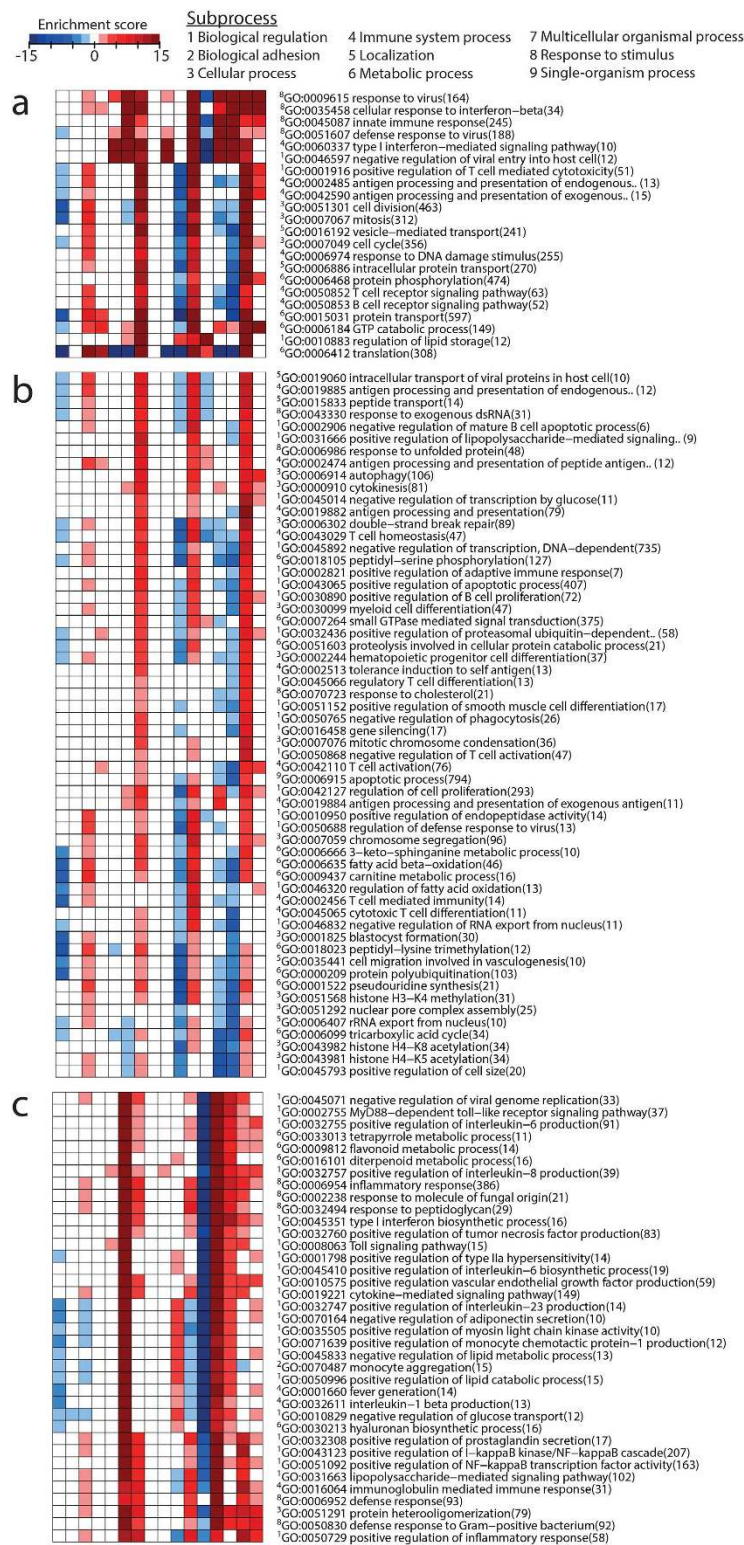 Enrichment score
-15 0 15
Subprocess
1 Biological regulation 4 Immune system process 7 Multicellular organismal process
2 Biological adhesion 5 Localization 8 Response to stimulus
3 Cellular process 6 Metabolic process 9 Single-organism process
a
8GO:0009615 response to virus(164)
8GO:0035458 cellular response to interferon−beta(34)
8GO:0045087 innate immune response(245)
8GO:0051607 defense response to virus(188)
4GO:0060337 type I interferon−mediated signaling pathway(10)
1GO:0046597 negative regulation of viral entry into host cell(12)
1GO:0001916 positive regulation of T cell mediated cytotoxicity(51)
4GO:0002485 antigen processing and presentation of endogenous.. (13)
4GO:0042590 antigen processing and presentation of exogenous.. (15)
3GO:0051301 cell division(463)
3GO:0007067 mitosis(312)
5GO:0016192 vesicle−mediated transport(241)
3GO:0007049 cell cycle(356)
4GO:0006974 response to DNA damage stimulus(255)
5GO:0006886 intracellular protein transport(270)
6GO:0006468 protein phosphorylation(474)
4GO:0050852 T cell receptor signaling pathway(63)
4GO:0050853 B cell receptor signaling pathway(52)
6GO:0015031 protein transport(597)
6GO:0006184 GTP catabolic process(149)
1GO:0010883 regulation of lipid storage(12)
6GO:0006412 translation(308)
b
5GO:0019060 intracellular transport of viral proteins in host cell(10)
4GO:0019885 antigen processing and presentation of endogenous.. (12)
5GO:0015833 peptide transport(14)
8GO:0043330 response to exogenous dsRNA(31)
1GO:0002906 negative regulation of mature B cell apoptotic process(6)
1GO:0031666 positive regulation of lipopolysaccharide−mediated signaling.. (9)
8GO:0006986 response to unfolded protein(48)
4GO:0002474 antigen processing and presentation of peptide antigen.. (12)
3GO:0006914 autophagy(106)
3GO:0000910 cytokinesis(81)
1GO:0045014 negative regulation of transcription by glucose(11)
4GO:0019882 antigen processing and presentation(79)
3GO:0006302 double−strand break repair(89)
4GO:0043029 T cell homeostasis(47)
1GO:0045892 negative regulation of transcription, DNA−dependent(735)
6GO:0018105 peptidyl−serine phosphorylation(127)
1GO:0002821 positive regulation of adaptive immune response(7)
1GO:0043065 positive regulation of apoptotic process(407)
1GO:0030890 positive regulation of B cell proliferation(72)
3GO:0030099 myeloid cell differentiation(47)
6GO:0007264 small GTPase mediated signal transduction(375)
1GO:0032436 positive regulation of proteasomal ubiquitin−dependent.. (58)
6GO:0051603 proteolysis involved in cellular protein catabolic process(21)
3GO:0002244 hematopoietic progenitor cell differentiation(37)
4GO:0002513 tolerance induction to self antigen(13)
1GO:0045066 regulatory T cell differentiation(13)
8GO:0070723 response to cholesterol(21)
1GO:0051152 positive regulation of smooth muscle cell differentiation(17)
1GO:0050765 negative regulation of phagocytosis(26)
1GO:0016458 gene silencing(17)
3GO:0007076 mitotic chromosome condensation(36)
1GO:0050868 negative regulation of T cell activation(47)
4GO:0042110 T cell activation(76)
9GO:0006915 apoptotic process(794)
1GO:0042127 regulation of cell proliferation(293)
4GO:0019884 antigen processing and presentation of exogenous antigen(11)
1GO:0010950 positive regulation of endopeptidase activity(14)
1GO:0050688 regulation of defense response to virus(13)
3GO:0007059 chromosome segregation(96)
6GO:0006666 3−keto−sphinganine metabolic process(10)
6GO:0006635 fatty acid beta−oxidation(46)
6GO:0009437 carnitine metabolic process(16)
1GO:0046320 regulation of fatty acid oxidation(13)
4GO:0002456 T cell mediated immunity(14)
4GO:0045065 cytotoxic T cell differentiation(11)
1GO:0046832 negative regulation of RNA export from nucleus(11)
3GO:0001825 blastocyst formation(30)
6GO:0018023 peptidyl−lysine trimethylation(12)
5GO:0035441 cell migration involved in vasculogenesis(10)
6GO:0000209 protein polyubiquitination(103)
6GO:0001522 pseudouridine synthesis(21)
3GO:0051568 histone H3−K4 methylation(31)
3GO:0051292 nuclear pore complex assembly(25)
5GO:0006407 rRNA export from nucleus(10)
6GO:0006099 tricarboxylic acid cycle(34)
3GO:0043982 histone H4−K8 acetylation(34)
3GO:0043981 histone H4−K5 acetylation(34)
1GO:0045793 positive regulation of cell size(20)
c
1GO:0045071 negative regulation of viral genome replication(33)
1GO:0002755 MyD88−dependent toll−like receptor signaling pathway(37)
1GO:0032755 positive regulation of interleukin−6 production(91)
6GO:0033013 tetrapyrrole metabolic process(11)
6GO:0009812 flavonoid metabolic process(14)
6GO:0016101 diterpenoid metabolic process(16)
1GO:0032757 positive regulation of interleukin−8 production(39)
8GO:0006954 inflammatory response(386)
8GO:0002238 response to molecule of fungal origin(21)
8GO:0032494 response to peptidoglycan(29)
1GO:0045351 type I interferon biosynthetic process(16)
1GO:0032760 positive regulation of tumor necrosis factor production(83)
1GO:0008063 Toll signaling pathway(15)
1GO:0001798 positive regulation of type IIa hypersensitivity(14)
1GO:0045410 positive regulation of interleukin−6 biosynthetic process(19)
1GO:0010575 positive regulation vascular endothelial growth factor production(59)
1GO:0019221 cytokine−mediated signaling pathway(149)
1GO:0032747 positive regulation of interleukin−23 production(14)
1GO:0070164 negative regulation of adiponectin secretion(10)
1GO:0035505 positive regulation of myosin light chain kinase activity(10)
1GO:0071639 positive regulation of monocyte chemotactic protein−1 production(12)
1GO:0045833 negative regulation of lipid metabolic process(13)
2GO:0070487 monocyte aggregation(15)
1GO:0050996 positive regulation of lipid catabolic process(15)
4GO:0001660 fever generation(14)
4GO:0032611 interleukin−1 beta production(13)
1GO:0010829 negative regulation of glucose transport(12)
6GO:0030213 hyaluronan biosynthetic process(16)
1GO:0032308 positive regulation of prostaglandin secretion(17)
1GO:0043123 positive regulation of I−kappaB kinase/NF−kappaB cascade(207)
1GO:0051092 positive regulation of NF−kappaB transcription factor activity(163)
1GO:0031663 lipopolysaccharide−mediated signaling pathway(102)
4GO:0016064 immunoglobulin mediated immune response(31)
8GO:0006952 defense response(93)
3GO:0051291 protein heterooligomerization(79)
8GO:0050830 defense response to Gram−positive bacterium(92)
1GO:0050729 positive regulation of inflammatory response(58)